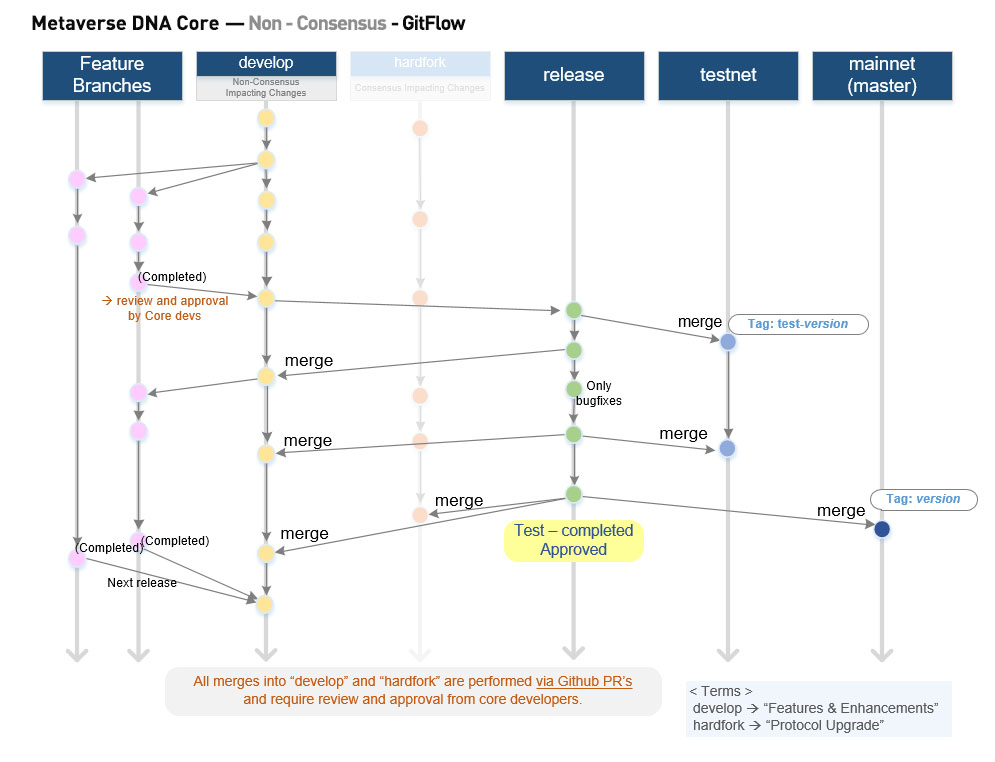 Metaverse DNA Core — Non - Consensus - GitFlow
Feature
Branches
develop
Non-Consensus
Impacting Changes
hardfork
Consensus Impacting Changes
release
testnet
mainnet
(master)
(Completed)
→ review and approval
by Core devs
merge
Tag: test-version
merge
Only
bugfixes
merge
merge
Tag: version
merge
merge
merge
Test – completed
Approved
(Completed)
(Completed)
Next release
All merges into “develop” and “hardfork” are performed via Github PR’s
and require review and approval from core developers.
< Terms >
develop → “Features & Enhancements”
hardfork → “Protocol Upgrade”